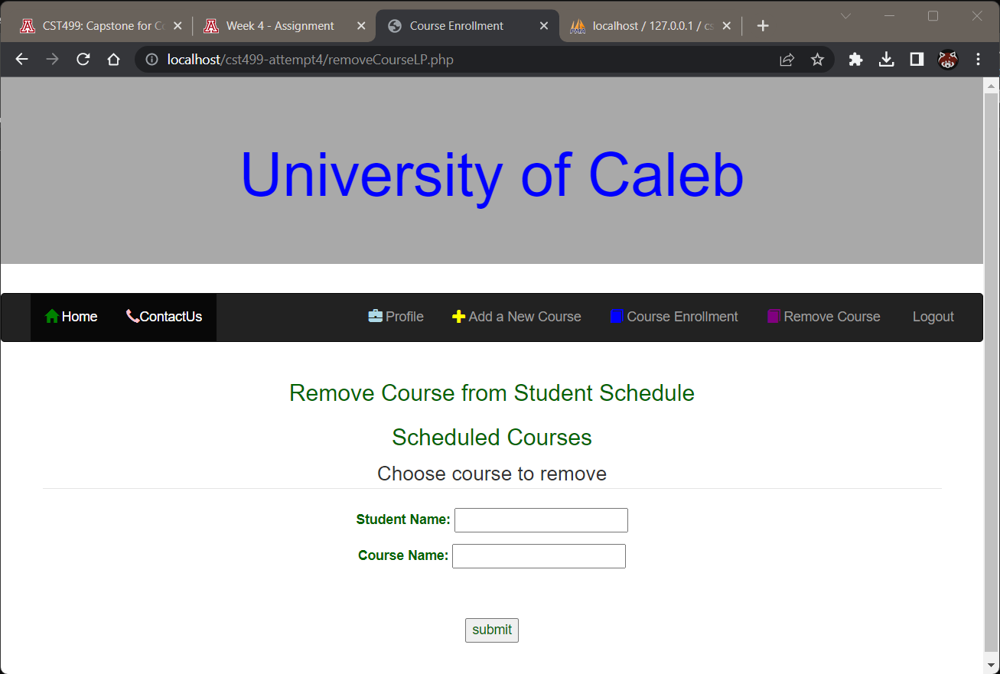 CST499: Capstone for Co
Week 4 - Assignment
Course Enrollment
localhost / 127.0.0.1 / cs
localhost/cst499-attempt4/removeCourseLP.php
University of Caleb
Home ContactUs Profile Add a New Course Course Enrollment Remove Course Logout
Remove Course from Student Schedule
Scheduled Courses
Choose course to remove
Student Name:
Course Name:
submit